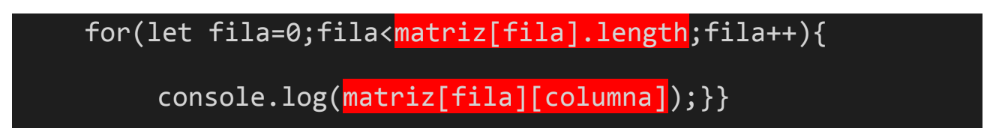 for(let fila=0;fila<matriz[fila].length;fila++){
console.log(matriz[fila][columna]);}}